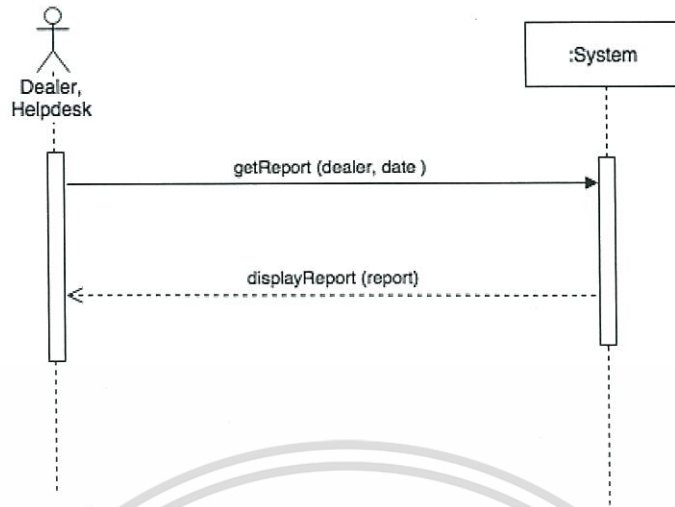 Dealer,
Helpdesk
:System
getReport (dealer, date )
displayReport (report)